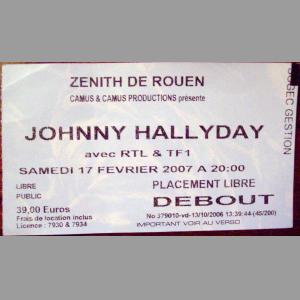 ZENITH DE ROUEN
CAMUS & CAMUS PRODUCTIONS présente
JOHNNY HALLYDAY
avec RTL & TF1
SAMEDI 17 FEVRIER 2007 A 20:00
LIBRE
PUBLIC
PLACEMENT LIBRE
DEBOUT
39,00 Euros
Frais de location inclus
Licence : 7930 & 7934
No 379010-vd-13/10/2006 13:39:44-(45/200)
IMPORTANT VOIR AU VERSO
GESTION